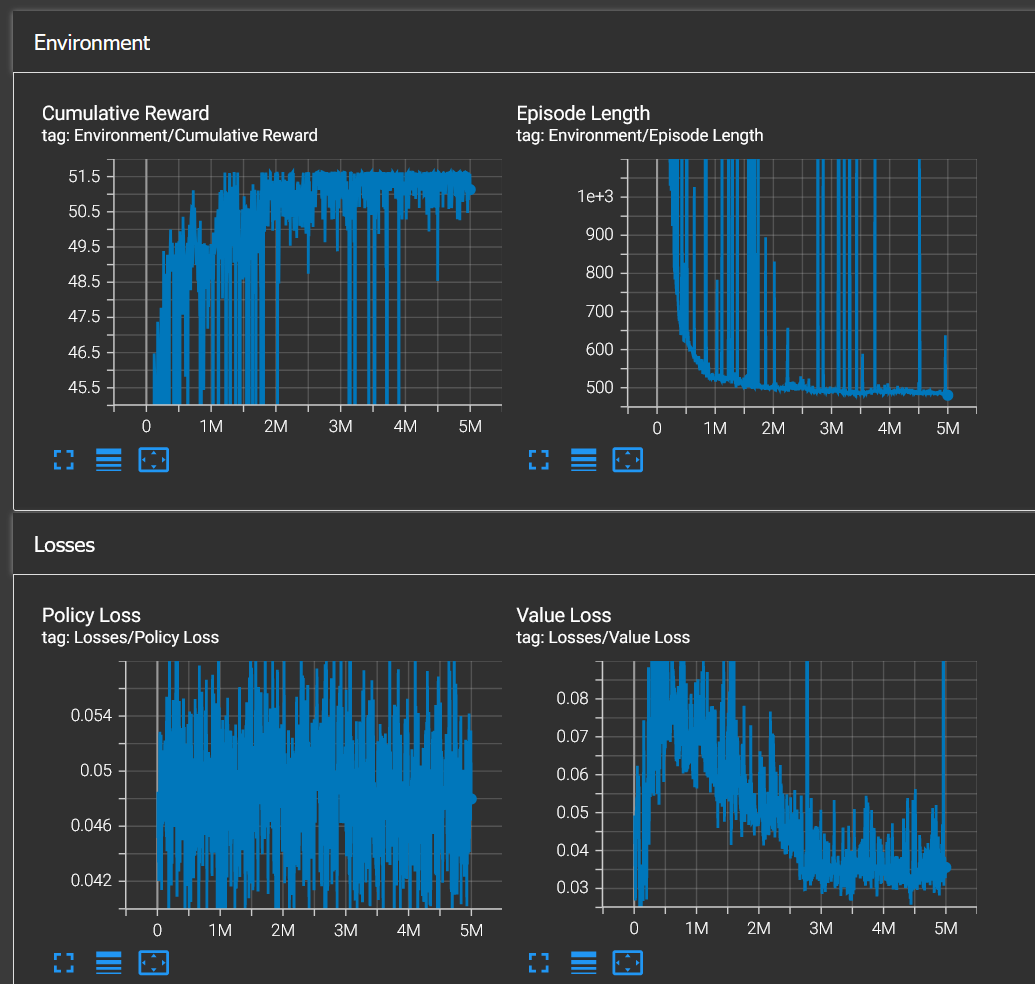 Environment
Cumulative Reward
tag: Environment/Cumulative Reward
51.5
50.5
49.5
48.5
47.5
46.5
45.5
0 1M 2M 3M 4M 5M
Episode Length
tag: Environment/Episode Length
1e+3
900
800
700
600
500
0 1M 2M 3M 4M 5M
Losses
Policy Loss
tag: Losses/Policy Loss
0.054
0.05
0.046
0.042
0 1M 2M 3M 4M 5M
Value Loss
tag: Losses/Value Loss
0.08
0.07
0.06
0.05
0.04
0.03
0 1M 2M 3M 4M 5M